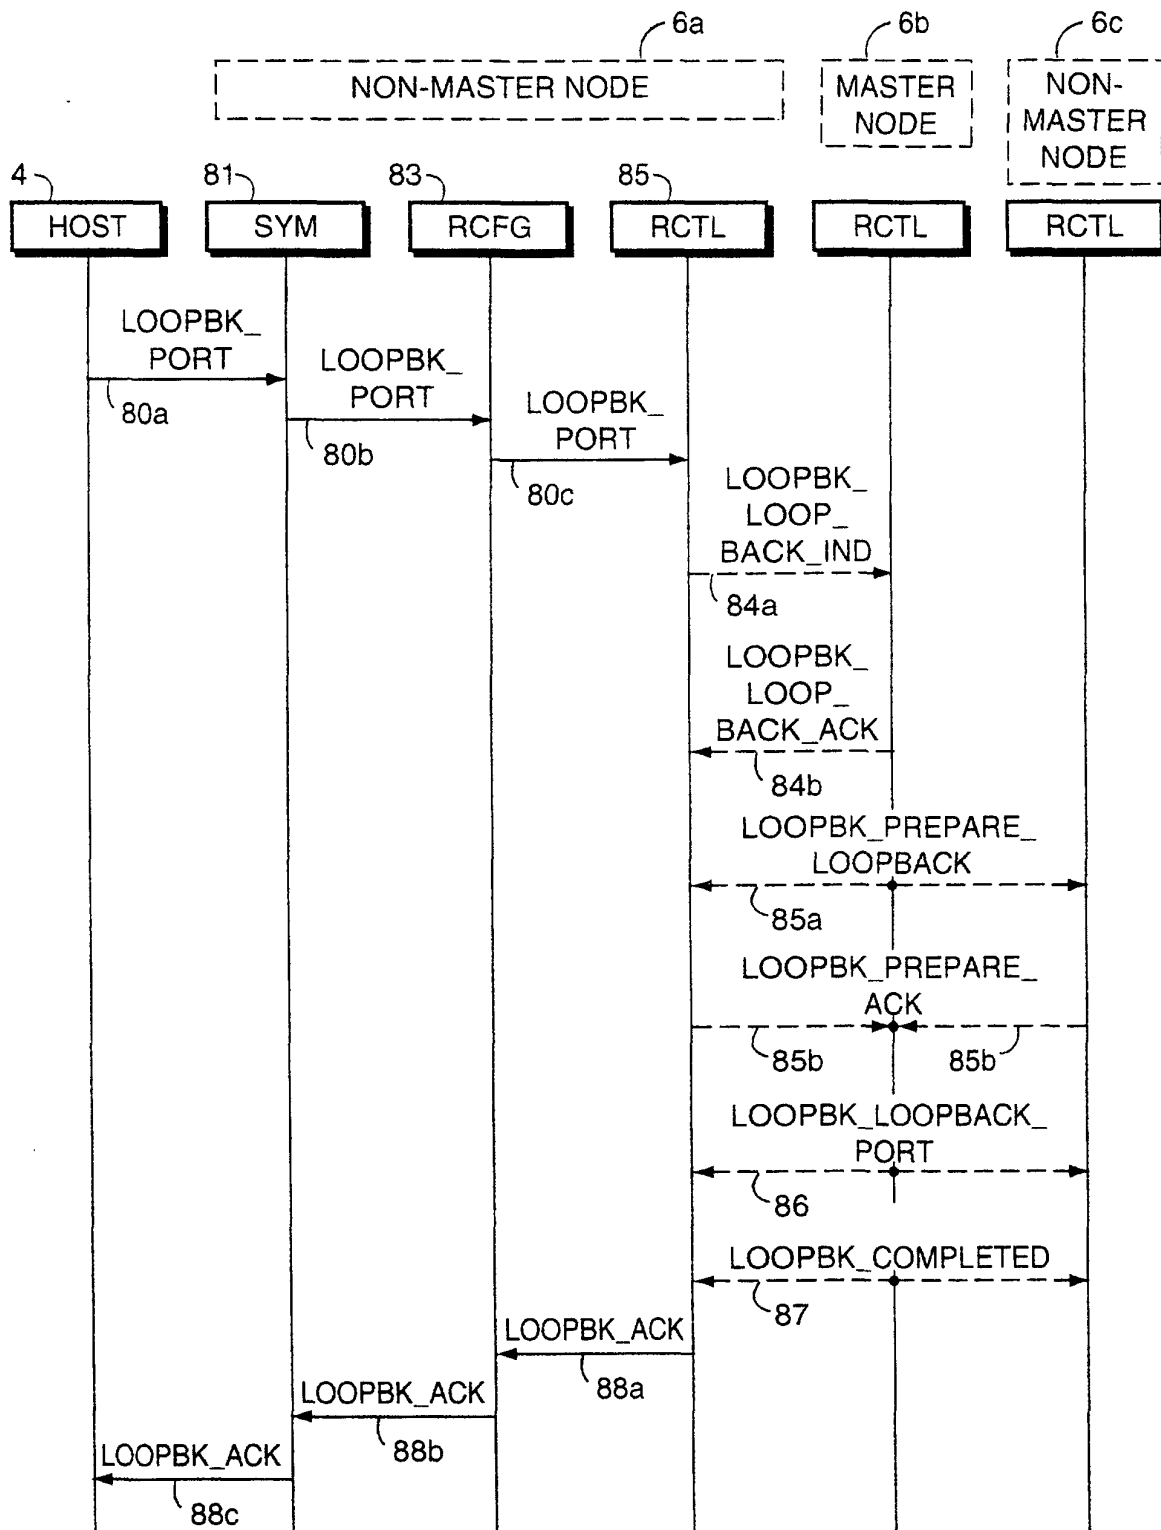 6a
6b
6c
NON-MASTER NODE
MASTER
NODE
NON-
MASTER
NODE
4
81
83
85
HOST
SYM
RCFG
RCTL
RCTL
RCTL
LOOPBK_
PORT
80a
LOOPBK_
PORT
80b
LOOPBK_
PORT
80c
LOOPBK_
LOOP_
BACK_IND
84a
LOOPBK_
LOOP_
BACK_ACK
84b
LOOPBK_PREPARE_
LOOPBACK
85a
LOOPBK_PREPARE_
ACK
85b
85b
LOOPBK_LOOPBACK_
PORT
86
LOOPBK_COMPLETED
87
LOOPBK_ACK
88a
LOOPBK_ACK
88b
LOOPBK_ACK
88c